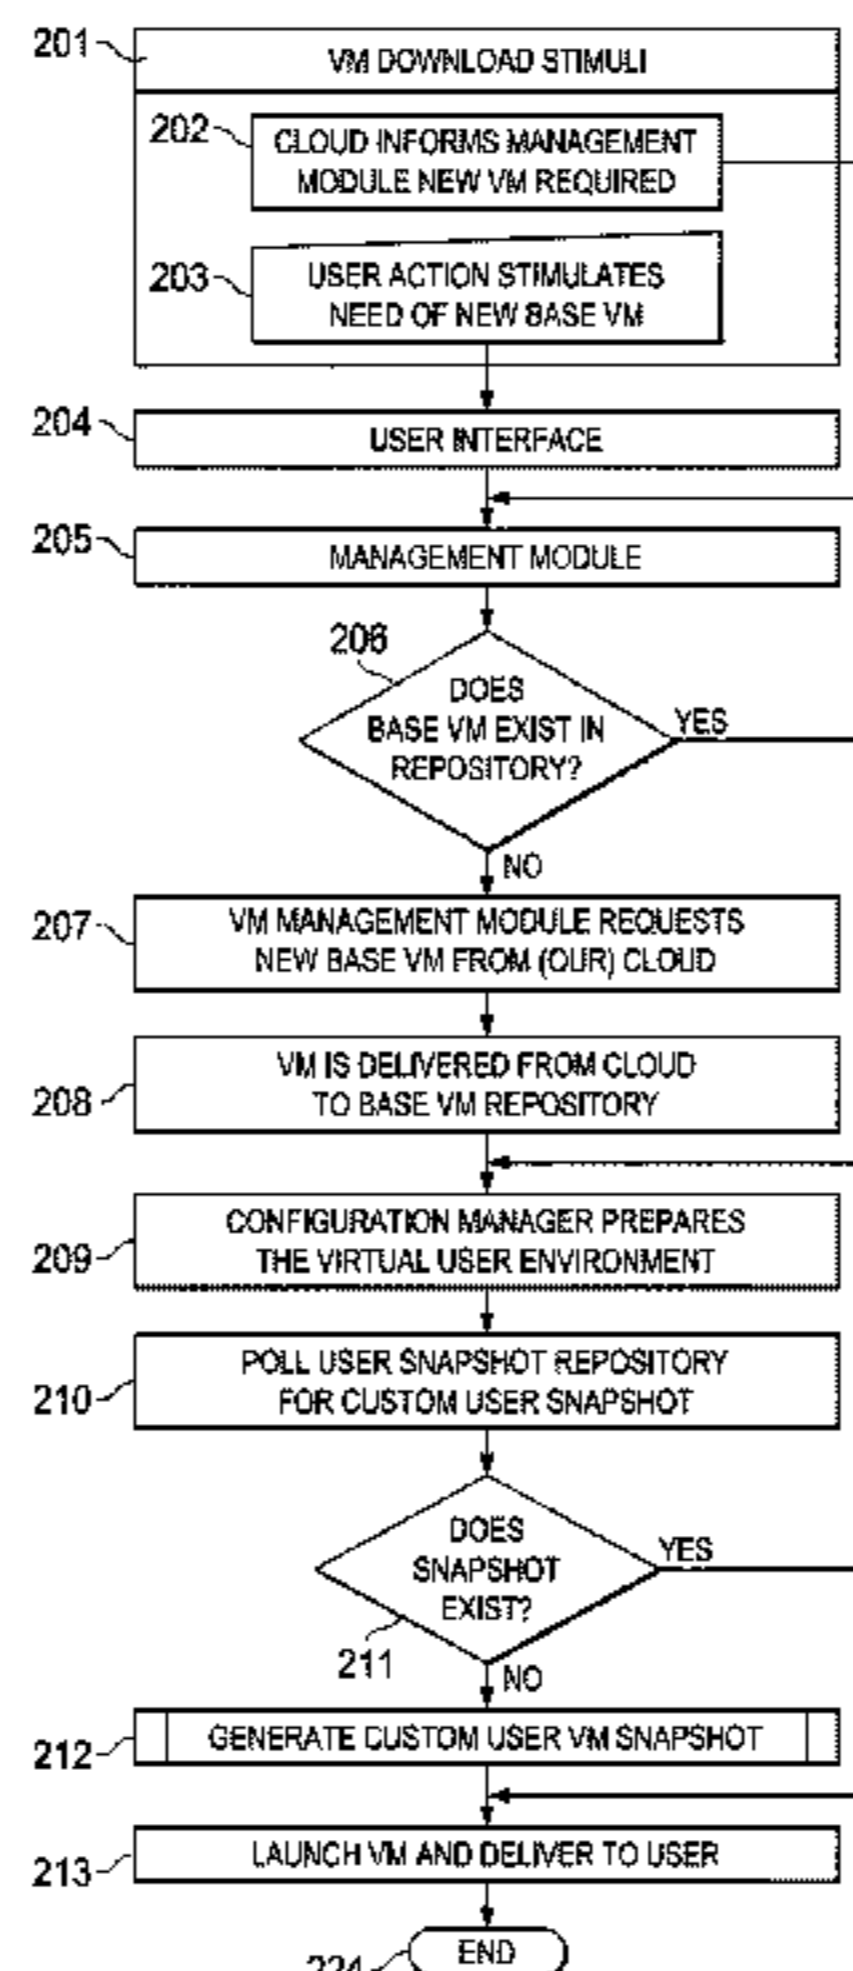 201
VM DOWNLOAD STIMULI
202
CLOUD INFORMS MANAGEMENT
MODULE NEW VM REQUIRED
203
USER ACTION STIMULATES
NEED OF NEW BASE VM
204
USER INTERFACE
205
MANAGEMENT MODULE
206
DOES
BASE VM EXIST IN
REPOSITORY?
YES
NO
207
VM MANAGEMENT MODULE REQUESTS
NEW BASE VM FROM (OUR) CLOUD
208
VM IS DELIVERED FROM CLOUD
TO BASE VM REPOSITORY
209
CONFIGURATION MANAGER PREPARES
THE VIRTUAL USER ENVIRONMENT
210
POLL USER SNAPSHOT REPOSITORY
FOR CUSTOM USER SNAPSHOT
DOES
SNAPSHOT
EXIST?
YES
211
NO
212
GENERATE CUSTOM USER VM SNAPSHOT
213
LAUNCH VM AND DELIVER TO USER
END
224